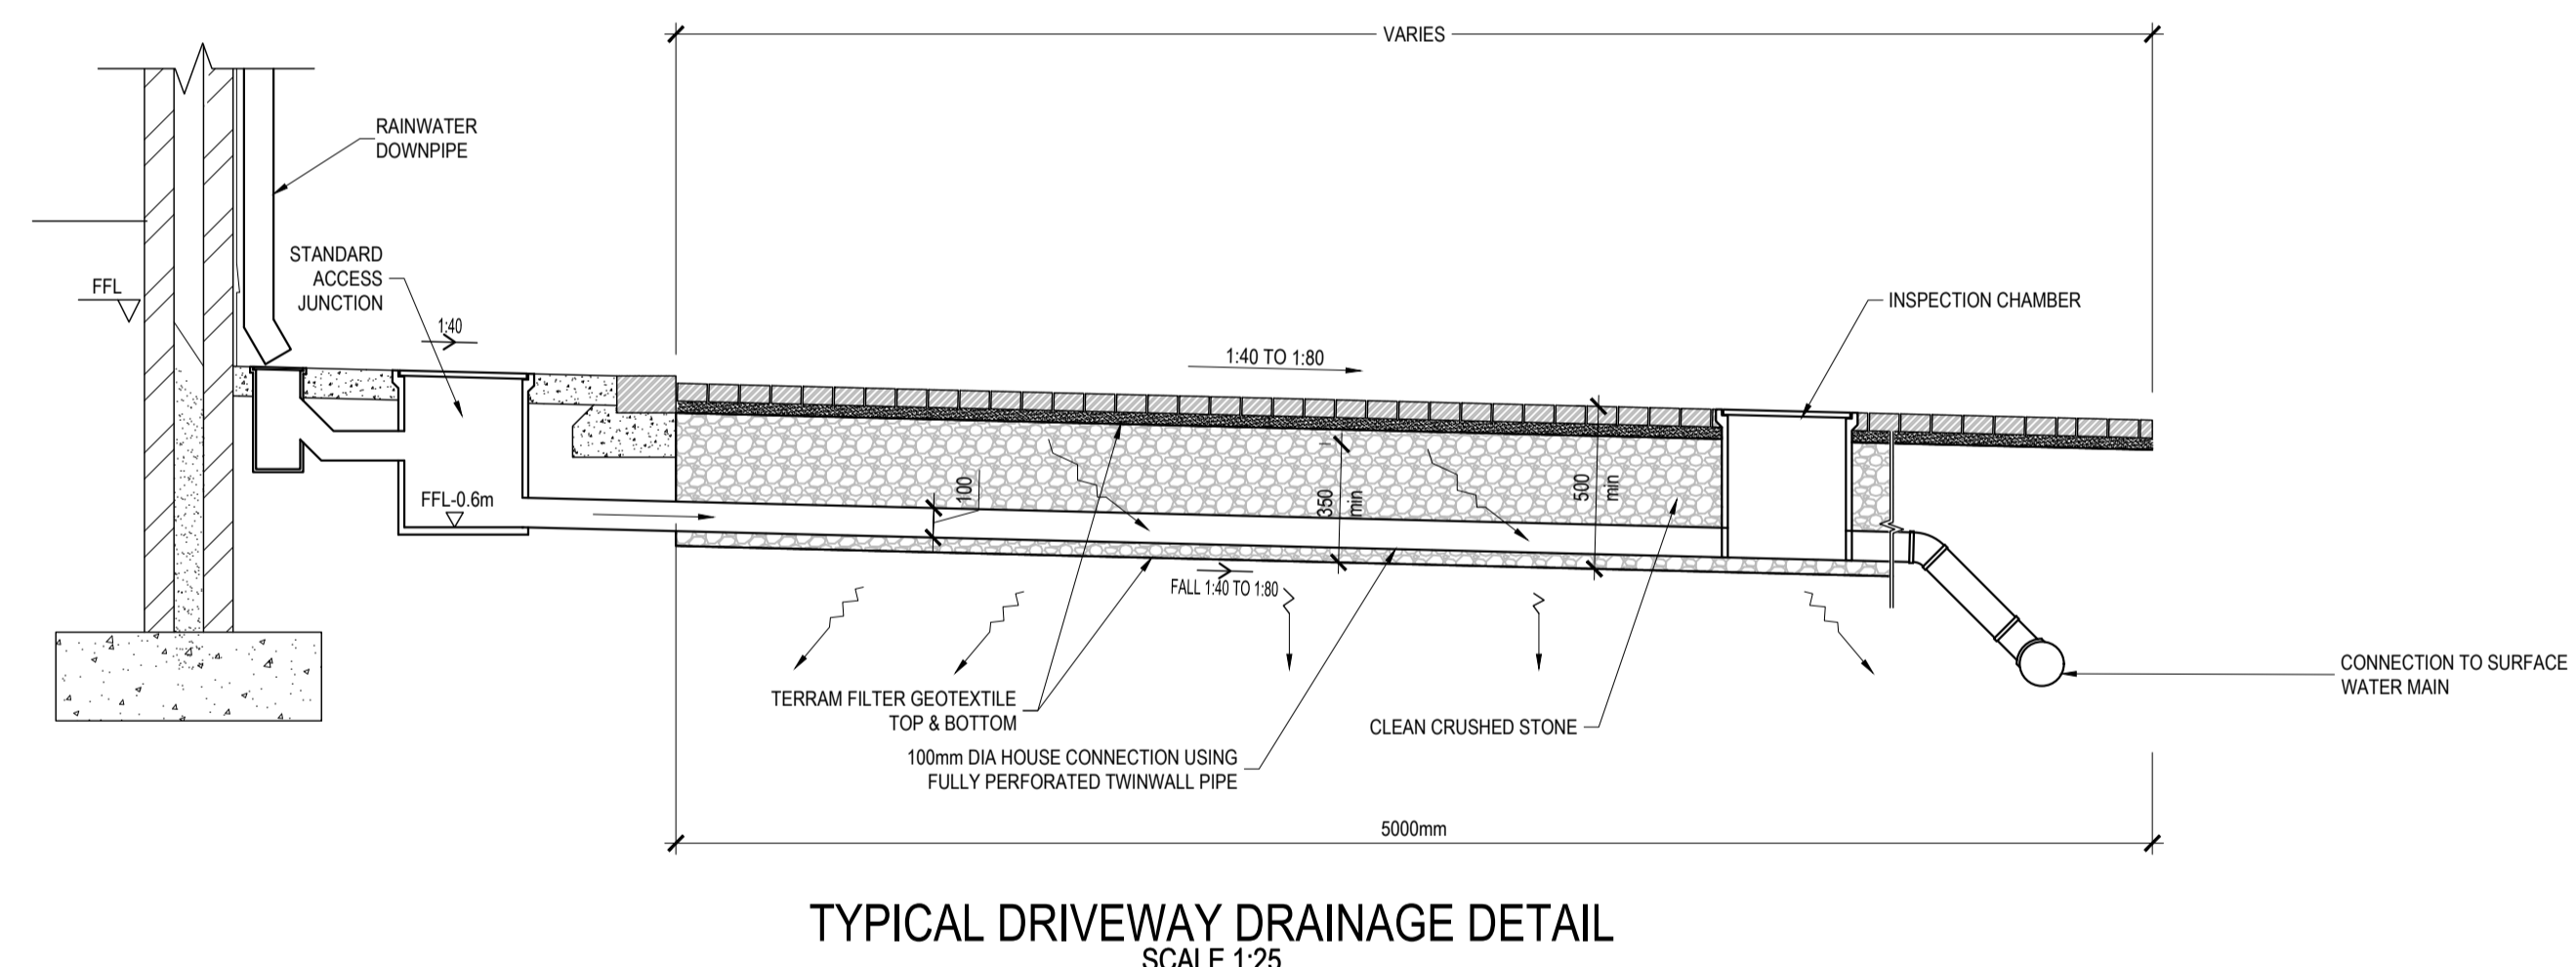 VARIES
RAINWATER
DOWNPIPE
STANDARD
ACCESS
JUNCTION
FFL
1:40
INSPECTION CHAMBER
1:40 TO 1:80
FFL-0.6m
100
350
min
500
min
FALL 1:40 TO 1:80
TERRAM FILTER GEOTEXTILE
TOP & BOTTOM
100mm DIA HOUSE CONNECTION USING
FULLY PERFORATED TWINWALL PIPE
CLEAN CRUSHED STONE
CONNECTION TO SURFACE
WATER MAIN
5000mm
TYPICAL DRIVEWAY DRAINAGE DETAIL
SCALE 1:25